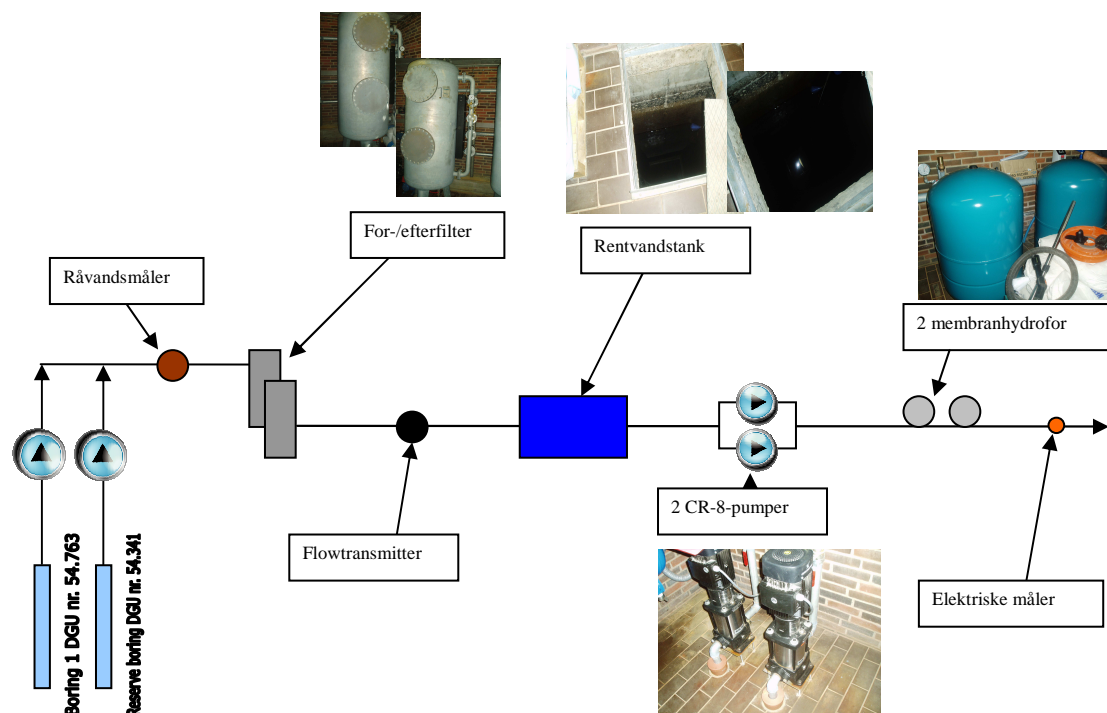 For-/efterfilter
Rentvandstank
Råvandsmåler
2 membranhydrofor
2 CR-8-pumper
Flowtransmitter
Elektriske måler
Boring 1 DGU nr. 54.763
Reserve boring DGU nr. 54.341